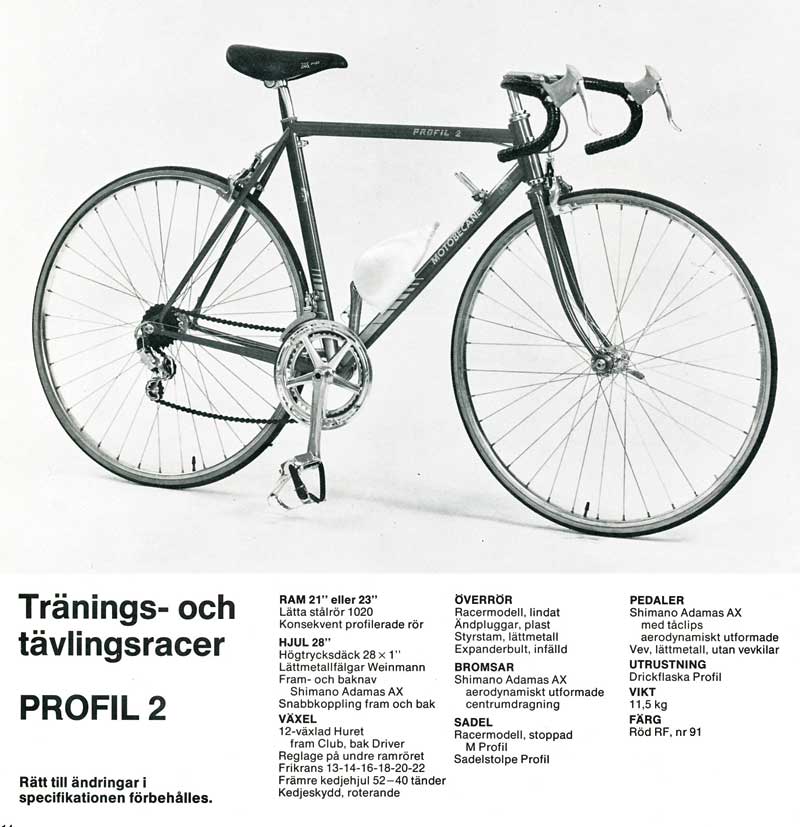 PROFIL 2
MOTOBECANE
Tränings- och
tävlingsracer
PROFIL 2
Rätt till ändringar i
specifikationen förbehålles.
RAM 21" eller 23"
Lätta stålrör 1020
Konsekvent profilerade rör
HJUL 28"
Högtrycksdäck 28 × 1"
Lättmetallfälgar Weinmann
Fram- och baknav
Shimano Adamas AX
Snabbkoppling fram och bak
VÄXEL
12-växlad Huret
fram Club, bak Driver
Reglage på undre ramröret
Frikrans 13-14-16-18-20-22
Främre kedjehjul 52–40 tänder
Kedjeskydd, roterande
ÖVERRÖR
Racermodell, lindat
Ändpluggar, plast
Styrstam, lättmetall
Expanderbult, infälld
BROMSAR
Shimano Adamas AX
aerodynamiskt utformade
centrumdragning
SADEL
Racermodell, stoppad
M Profil
Sadelstolpe Profil
PEDALER
Shimano Adamas AX
med tåclips
aerodynamiskt utformade
Vev, lättmetall, utan vevkilar
UTRUSTNING
Drickflaska Profil
VIKT
11,5 kg
FÄRG
Röd RF, nr 91